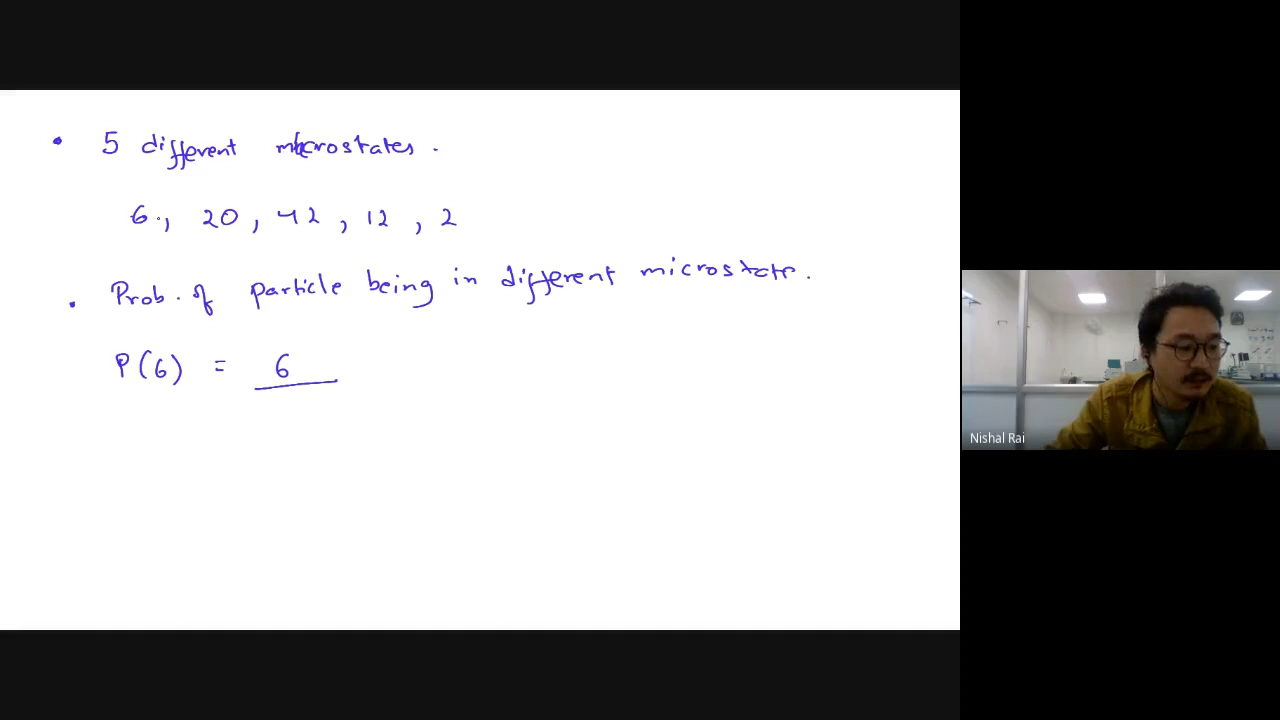 • 5 different microstates.
6, 20, 42, 12, 2
• Prob. of particle being in different microstate.
P(6) = 6
Nishal Rai